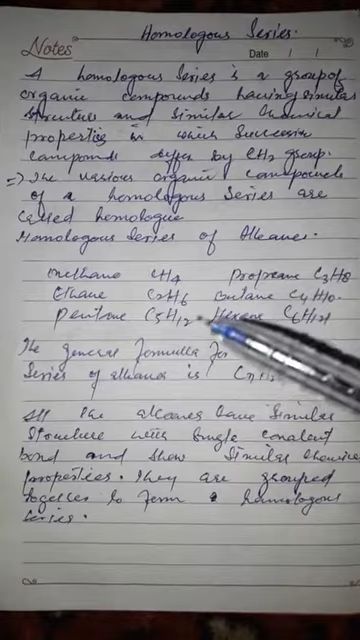 Homologous Series.
Notes
Date / /
A homologous Series is a group of
organic compounds having similar
structures and similar chemical
properties in which Successive
compounds differ by CH2 group.
=) The various organic compounds
of a homologous Series are
called homologue
Homologous Series of Alkanes.
Methane CH4 Propane C3H8
Ethane C2H6 Butane C4H10.
Pentane C5H12. Hexane C6H14
The general formulla for
Series of alkanes is CnH2
All the alkanes have Similar
Structure with Single covalent
bond and show Similar chemical
properties. They are grouped
together to form a homologous
Series.